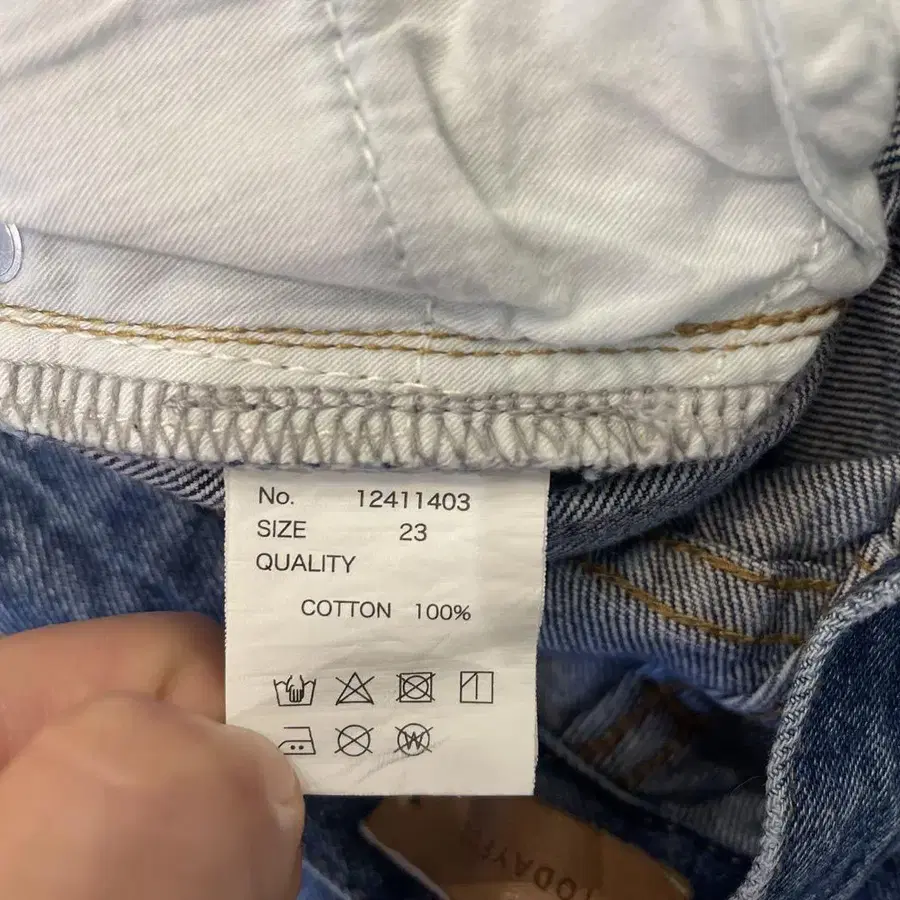 No. 12411403
SIZE 23
QUALITY
COTTON 100%
W